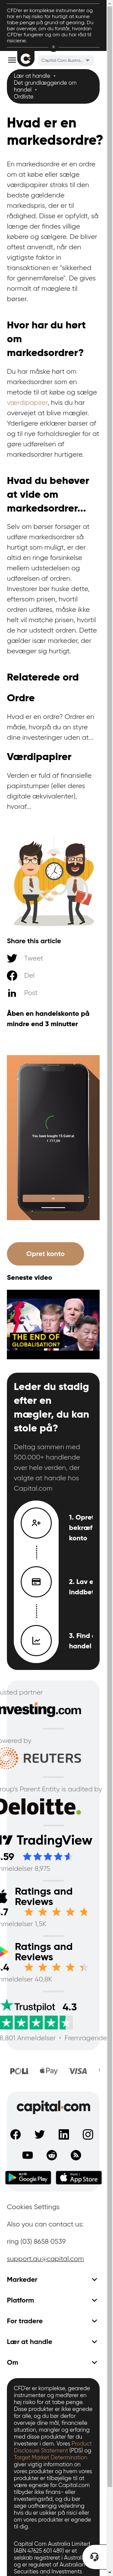 CFD'er er komplekse instrumenter og
har en høj risiko for hurtigt at kunne
tabe penge på grund af gearing. Du
bør overveje, om du forstår, hvordan
CFD'er fungerer og om du har råd til
risiciene.
Capital Com Austra...
Lær at handle •
Det grundlæggende om
handel •
Ordliste
Hvad er en
markedsordre?
En markedsordre er en ordre
om at købe eller sælge
værdipapirer straks til den
bedste gældende
markedspris, der er til
rådighed. Disse er opfyldt, så
længe der findes villige
købere og sælgere. De bliver
oftest anvendt, når den
vigtigste faktor in
transaktionen er "sikkerhed
for gennemførelse". De gives
normalt af mæglere til
børser.
Hvor har du hørt
om
markedsordrer?
Du har måske hørt om
markedsordrer som en
metode til at købe og sælge
værdipapirer, hvis du har
overvejet at blive mægler.
Yderligere erklærer børser af
og til nye forholdsregler for at
gøre udførelsen af
markedsordrer hurtigere.
Hvad du behøver
at vide om
markedsordrer...
Selv om børser forsøger at
udføre markedsordrer så
hurtigt som muligt, er der
altid en ringe forsinkelse
mellem udstedelsen og
udførelsen af ordren.
Investorer bør huske dette,
eftersom prisen, hvortil
ordren udføres, måske ikke
helt vil matche prisen, hvortil
de har udstedt ordren. Dette
gælder især markeder, der
bevæger sig hurtigt.
Relaterede ord
Ordre
Hvad er en ordre? Ordrer en
måde, hvorpå du an styre
dine investeringer uden at...
Værdipapirer
Verden er fuld af finansielle
papirstumper (eller deres
digitale ækvivalenter),
hvoraf...
Share this article
Tweet
Del
Post
Åben en handelskonto på
mindre end 3 minutter
Opret konto
Seneste video
THE END OF
GLOBALISATION?
Leder du stadig
efter en
mægler, du kan
stole på?
Deltag sammen med
500.000+ handlende
over hele verden, der
valgte at handle hos
Capital.com
1. Opret
bekræf
konto
2. Lav e
indbet
3. Find
handel
usted partner
nvesting.com
owered by
REUTERS
roup's Parent Entity is audited by
Deloitte.
TradingView
.59
nmeldelser 8,975
Ratings and
Reviews
.7
nmeldelser 1,5K
Ratings and
Reviews
.4
nmeldelser 40,8K
Trustpilot 4.3
8,801 Anmeldelser • Fremragende
POLi Pay VISA
capital.com
GET IT ON
Google Play
Download on the
App Store
Cookies Settings
Also you can contact us:
ring (03) 8658 0539
support.au@capital.com
Markeder
Platform
For tradere
Lær at handle
Om
CFD'er er komplekse, gearede
instrumenter og medfører en
høj risiko for at tabe penge.
Disse produkter er ikke egnede
for alle, og du bør derfor
overveje dine mål, finansielle
situation, mangler og erfaring
med disse produkter før du
investerer i dem. Vores Product
Disclosure Statement (PDS) og
Target Market Determination
giver vigtig information om
vores produkter og hvem vores
produkter er tilføjelig til. Disse
er egnede for Capital.com
tilføjelser kan ikke finde
overensstemmelse, og du bør
søge uafhængig vejledning
hvis du er usikker på risici eller
om vores produkter er egnede
til dig.
Capital Com Australia Limited
(ABN 47625 601 489) er et
selskab registreret i Australien
og er reguleret af Australian
Securities and Investments